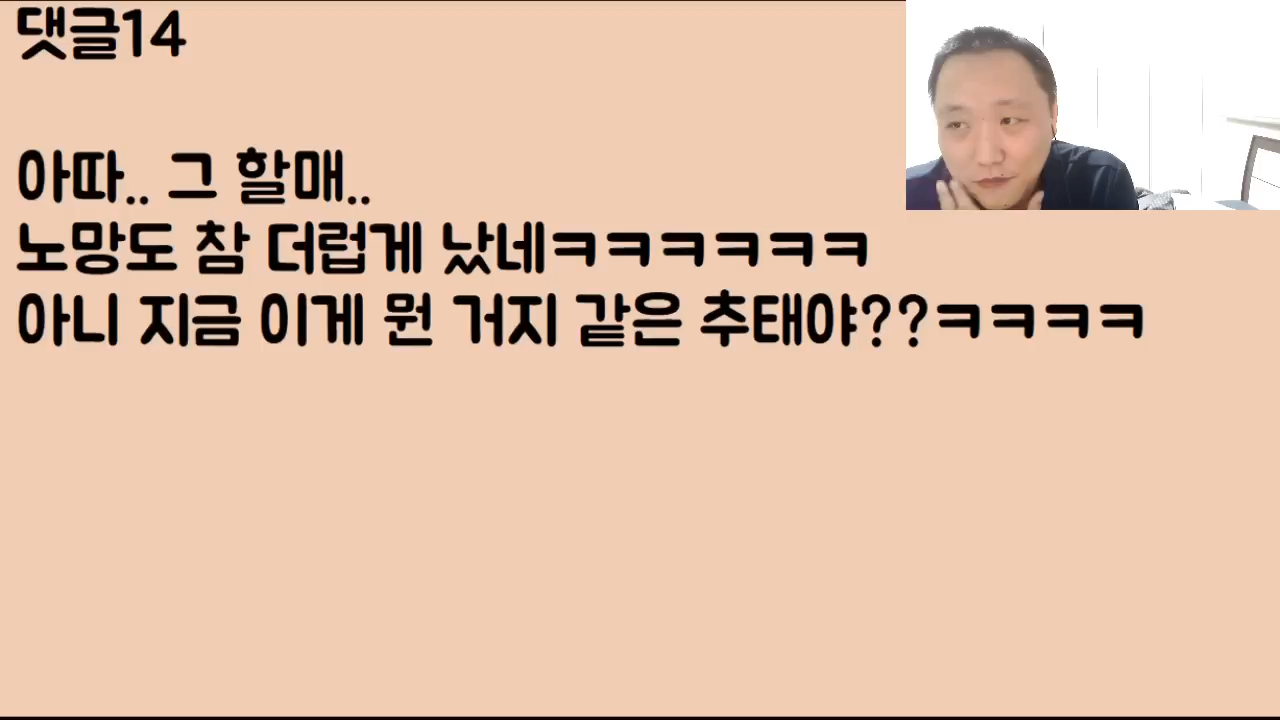 댓글14
아따.. 그 할매..
노망도 참 더럽게 났네ㅋㅋㅋㅋㅋㅋ
아니 지금 이게 뭔 거지 같은 추태야??ㅋㅋㅋㅋ